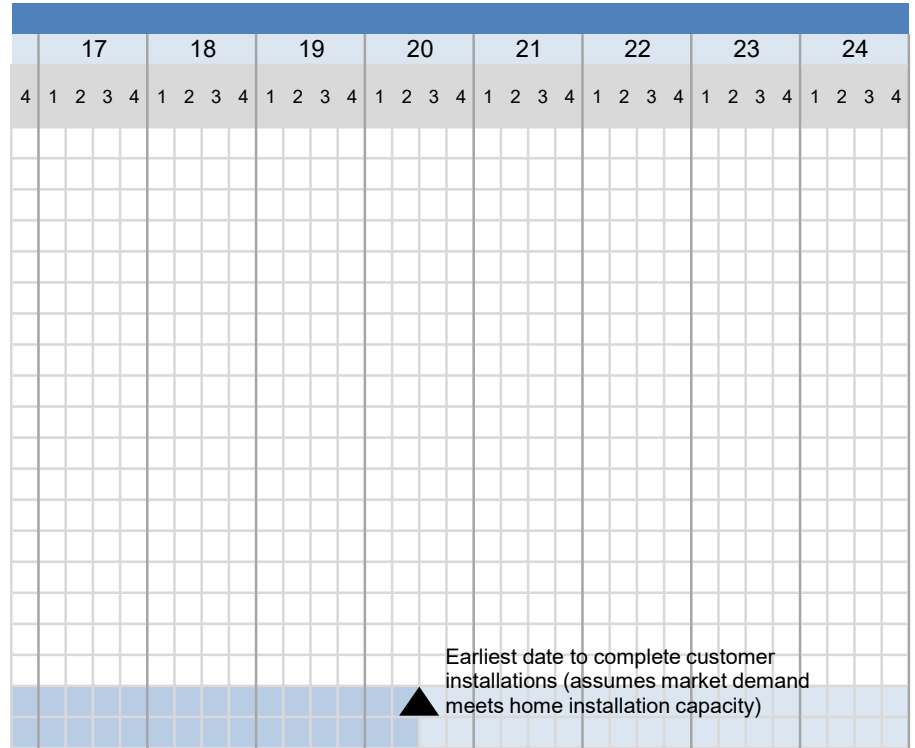 17 18 19 20 21 22 23 24
4 1 2 3 4 1 2 3 4 1 2 3 4 1 2 3 4 1 2 3 4 1 2 3 4 1 2 3 4 1 2 3 4
Earliest date to complete customer
installations (assumes market demand
meets home installation capacity)